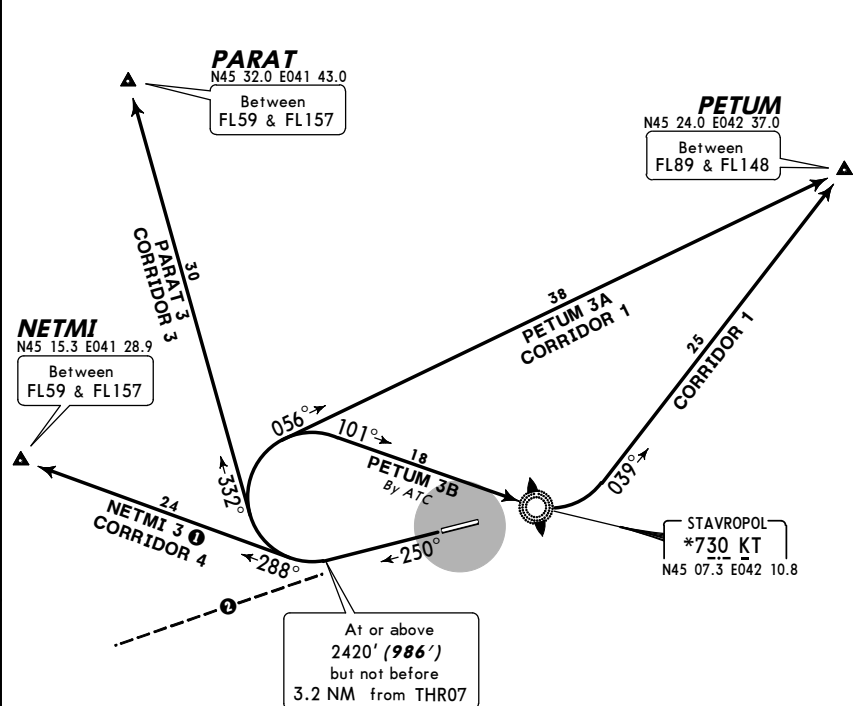 PARAT
N45 32.0 E041 43.0
Between
FL59 & FL157
PETUM
N45 24.0 E042 37.0
Between
FL89 & FL148
30
PARAT 3
CORRIDOR 3
38
PETUM 3A
CORRIDOR 1
25
CORRIDOR 1
NETMI
N45 15.3 E041 28.9
Between
FL59 & FL157
056°
101°
18
PETUM 3B
By ATC
332°
039°
24
NETMI 3 ❶
CORRIDOR 4
288°
250°
STAVROPOL
*730 KT
N45 07.3 E042 10.8
❷
At or above
2420' (986')
but not before
3.2 NM from THR07